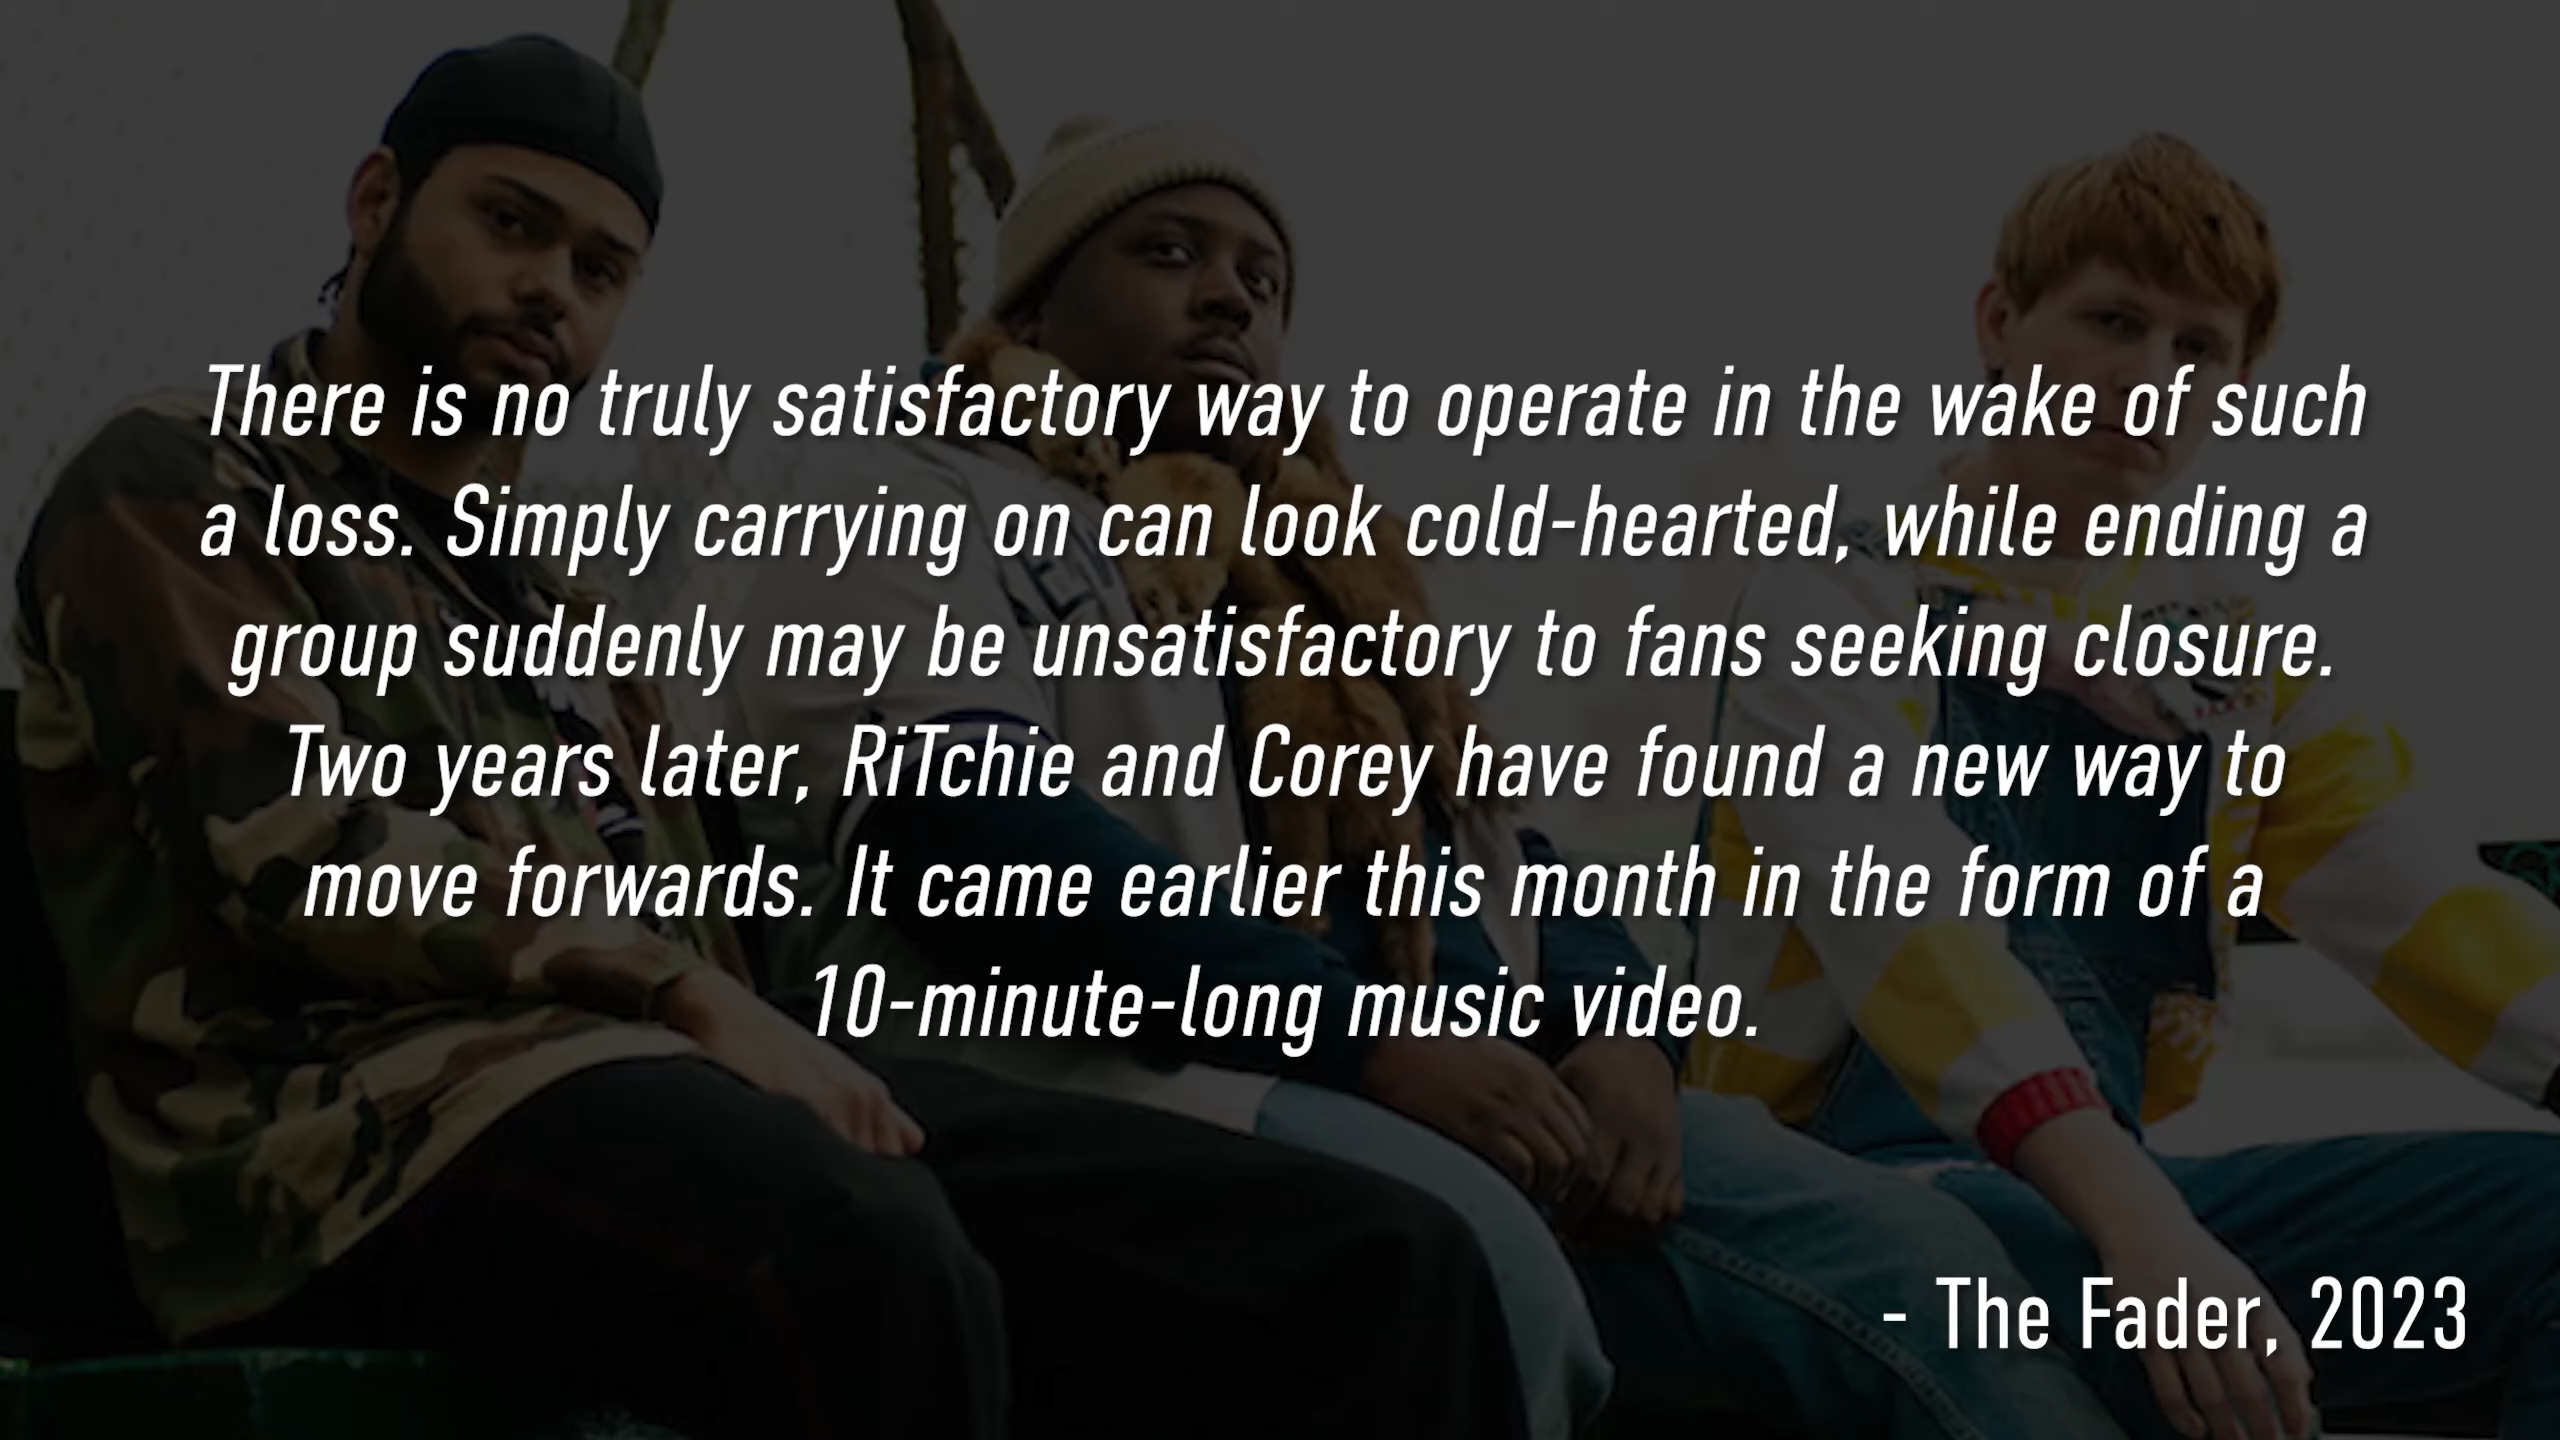 There is no truly satisfactory way to operate in the wake of such
a loss. Simply carrying on can look cold-hearted, while ending a
group suddenly may be unsatisfactory to fans seeking closure.
Two years later, RiTchie and Corey have found a new way to
move forwards. It came earlier this month in the form of a
10-minute-long music video.
- The Fader, 2023